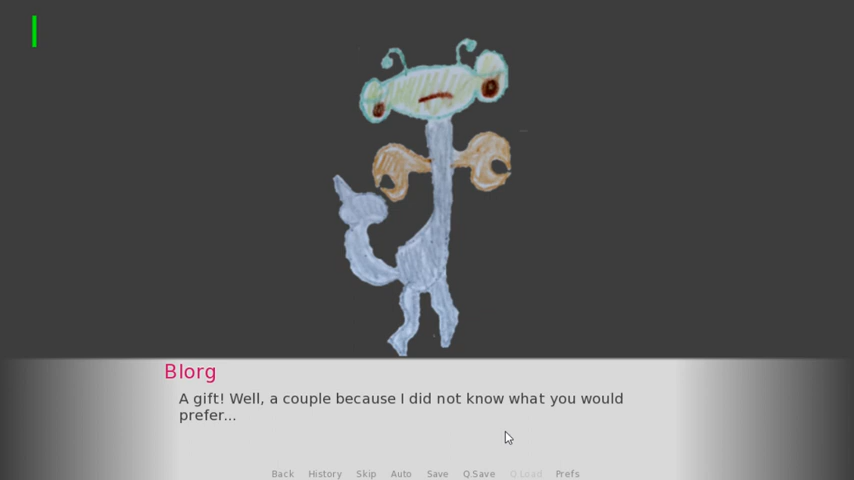 Blorg
A gift! Well, a couple because I did not know what you would
prefer...
Back History Skip Auto Save Q.Save Q.Load Prefs